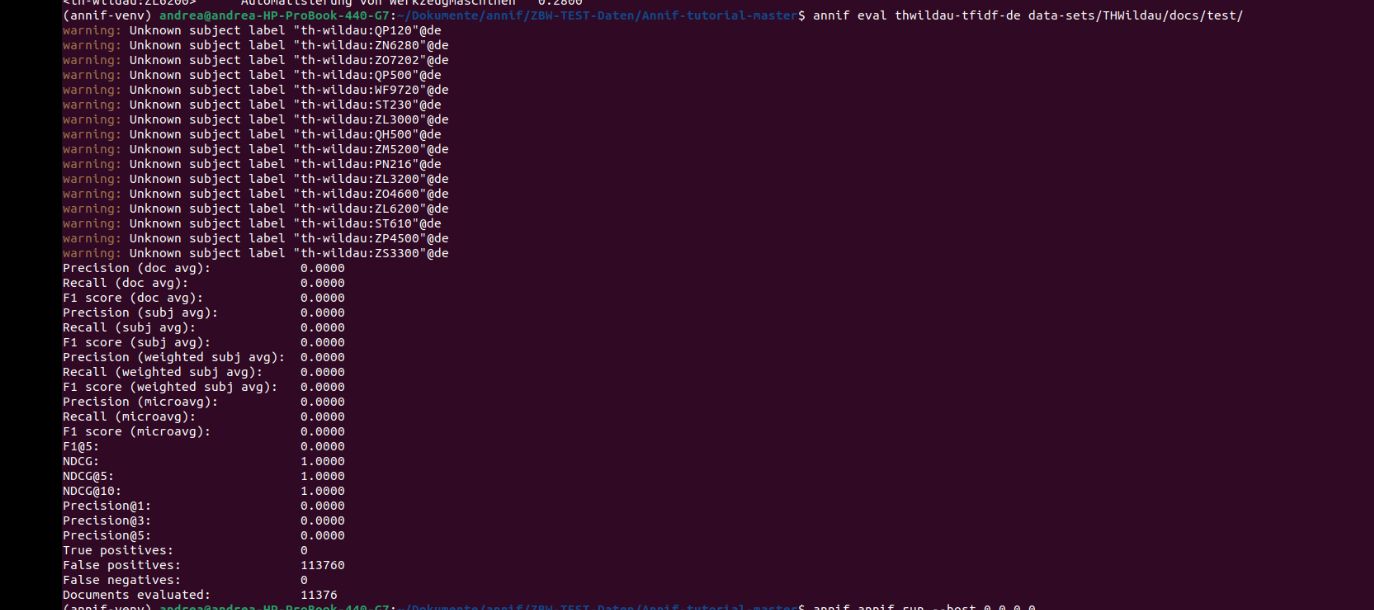 <th-wildau:ZL6200> Automatisierung von Werkzeugmaschinen 0.2800
(annif-venv) andrea@andrea-HP-ProBook-440-G7:~/Dokumente/annif/ZBW-TEST-Daten/Annif-tutorial-master$ annif eval thwildau-tfidf-de data-sets/THWildau/docs/test/
warning: Unknown subject label "th-wildau:QP120"@de
warning: Unknown subject label "th-wildau:ZN6280"@de
warning: Unknown subject label "th-wildau:ZO7202"@de
warning: Unknown subject label "th-wildau:QP500"@de
warning: Unknown subject label "th-wildau:WF9720"@de
warning: Unknown subject label "th-wildau:ST230"@de
warning: Unknown subject label "th-wildau:ZL3000"@de
warning: Unknown subject label "th-wildau:QH500"@de
warning: Unknown subject label "th-wildau:ZM5200"@de
warning: Unknown subject label "th-wildau:PN216"@de
warning: Unknown subject label "th-wildau:ZL3200"@de
warning: Unknown subject label "th-wildau:ZO4600"@de
warning: Unknown subject label "th-wildau:ZL6200"@de
warning: Unknown subject label "th-wildau:ST610"@de
warning: Unknown subject label "th-wildau:ZP4500"@de
warning: Unknown subject label "th-wildau:ZS3300"@de
Precision (doc avg): 0.0000
Recall (doc avg): 0.0000
F1 score (doc avg): 0.0000
Precision (subj avg): 0.0000
Recall (subj avg): 0.0000
F1 score (subj avg): 0.0000
Precision (weighted subj avg): 0.0000
Recall (weighted subj avg): 0.0000
F1 score (weighted subj avg): 0.0000
Precision (microavg): 0.0000
Recall (microavg): 0.0000
F1 score (microavg): 0.0000
F1@5: 0.0000
NDCG: 1.0000
NDCG@5: 1.0000
NDCG@10: 1.0000
Precision@1: 0.0000
Precision@3: 0.0000
Precision@5: 0.0000
True positives: 0
False positives: 113760
False negatives: 0
Documents evaluated: 11376
(annif-venv) andrea@andrea-HP-ProBook-440-G7:~/Dokumente/annif/ZBW-TEST-Daten/Annif-tutorial-master$ annif annif run --host 0.0.0.0